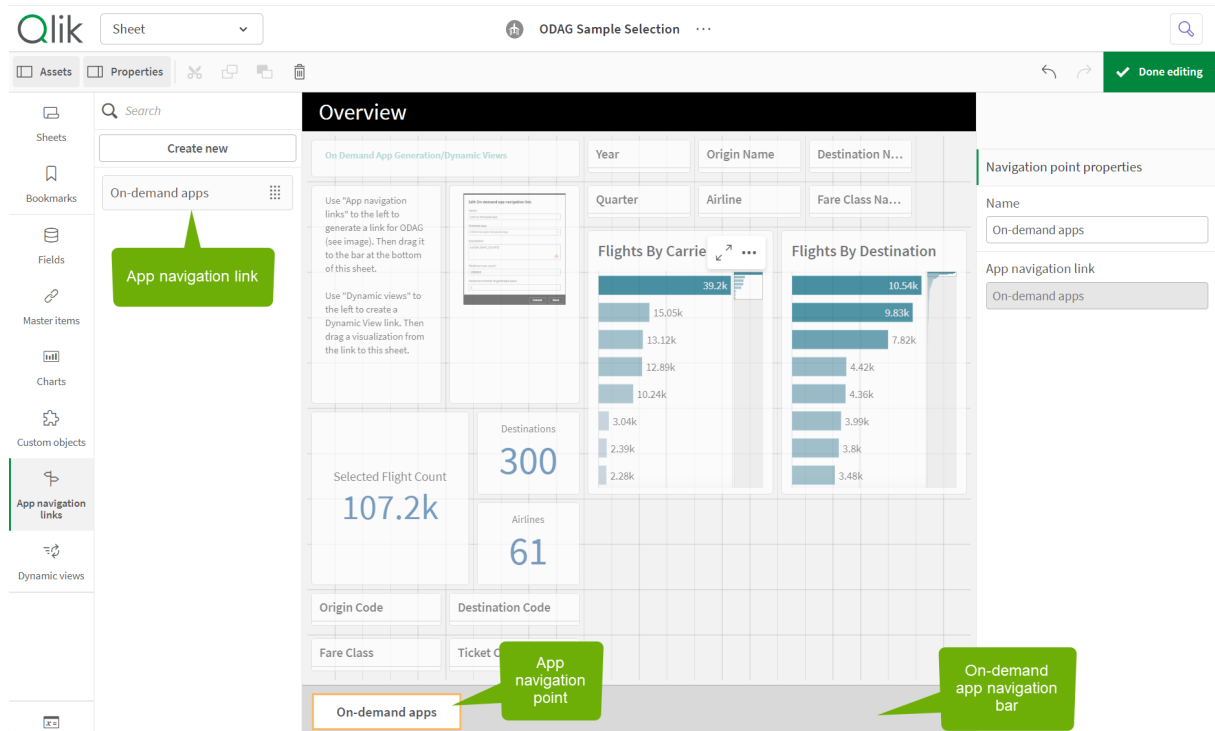 Qlik
Sheet
ODAG Sample Selection ...
Assets
Properties
Done editing
Sheets
Bookmarks
Fields
Master items
Charts
Custom objects
App navigation
links
Dynamic views
Search
Create new
On-demand apps
App navigation link
Overview
On Demand App Generation/Dynamic Views
Year
Origin Name
Destination N...
Quarter
Airline
Fare Class Na...
Use "App navigation
links" to the left to
generate a link for ODAG
(see image). Then drag it
to the bar at the bottom
of this sheet.
Use "Dynamic views" to
the left to create a
Dynamic View link. Then
drag a visualization from
the link to this sheet.
Edit On-demand app navigation link
Flights By Carrie
39.2k
15.05k
13.12k
12.89k
10.24k
3.04k
2.39k
2.28k
Flights By Destination
10.54k
9.83k
7.82k
4.42k
4.36k
3.99k
3.8k
3.48k
Selected Flight Count
107.2k
Destinations
300
Airlines
61
Origin Code
Destination Code
Fare Class
Ticket
App
navigation
point
On-demand apps
On-demand
app navigation
bar
Navigation point properties
Name
On-demand apps
App navigation link
On-demand apps
x =